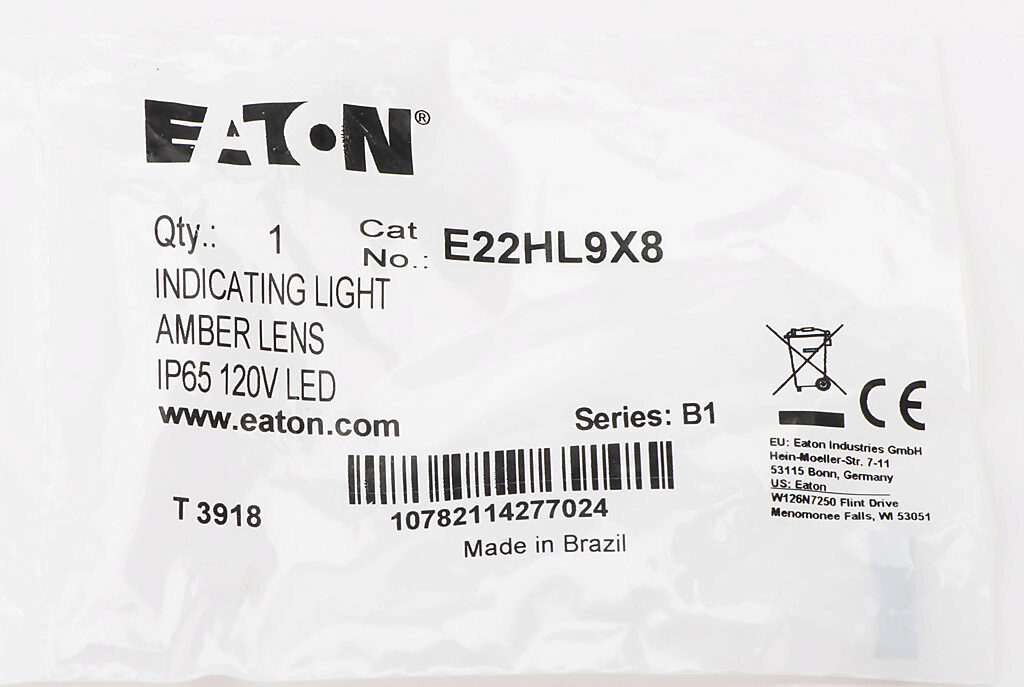 EATON®
Qty.: 1 Cat No.: E22HL9X8
INDICATING LIGHT
AMBER LENS
IP65 120V LED
www.eaton.com
Series: B1
CE
EU: Eaton Industries GmbH
Hein-Moeller-Str. 7-11
53115 Bonn, Germany
US: Eaton
W126N7250 Flint Drive
Menomonee Falls, WI 53051
T 3918
10782114277024
Made in Brazil